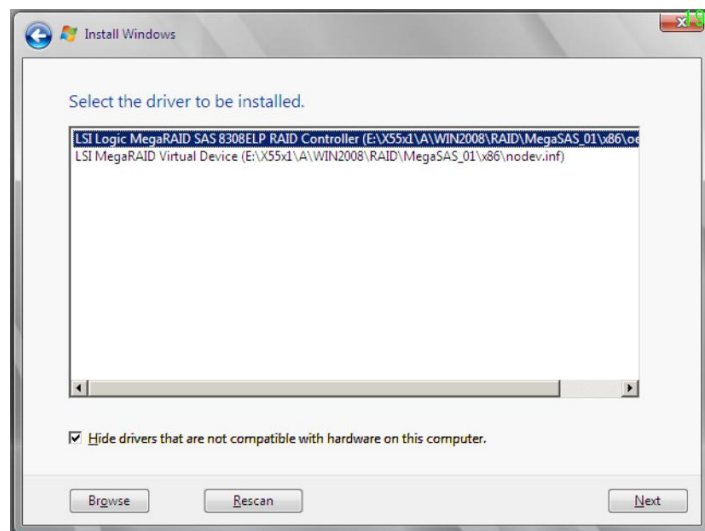 Install Windows
Select the driver to be installed.
LSI Logic MegaRAID SAS 8308ELP RAID Controller (E:\X55x1\A\WIN2008\RAID\MegaSAS_01\x86\oe
LSI MegaRAID Virtual Device (E:\X55x1\A\WIN2008\RAID\MegaSAS_01\x86\nodev.inf)
Hide drivers that are not compatible with hardware on this computer.
Browse Rescan Next